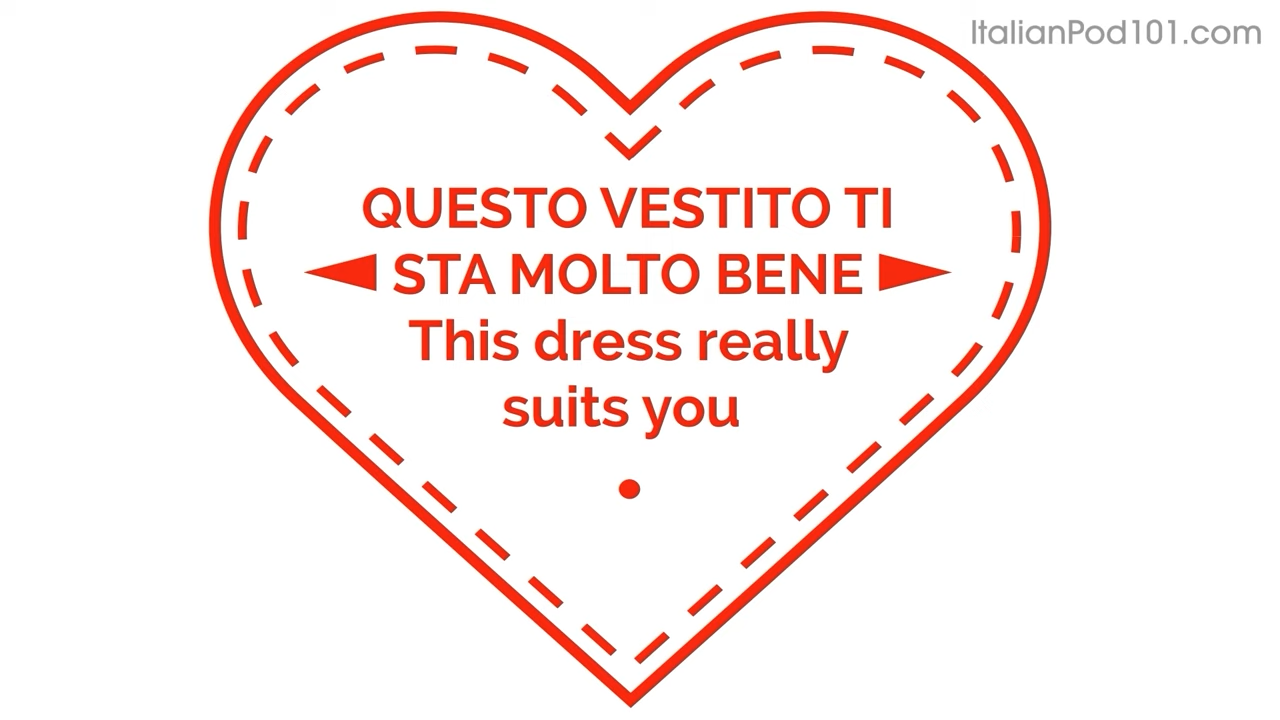 ItalianPod101.com
QUESTO VESTITO TI
STA MOLTO BENE
This dress really
suits you